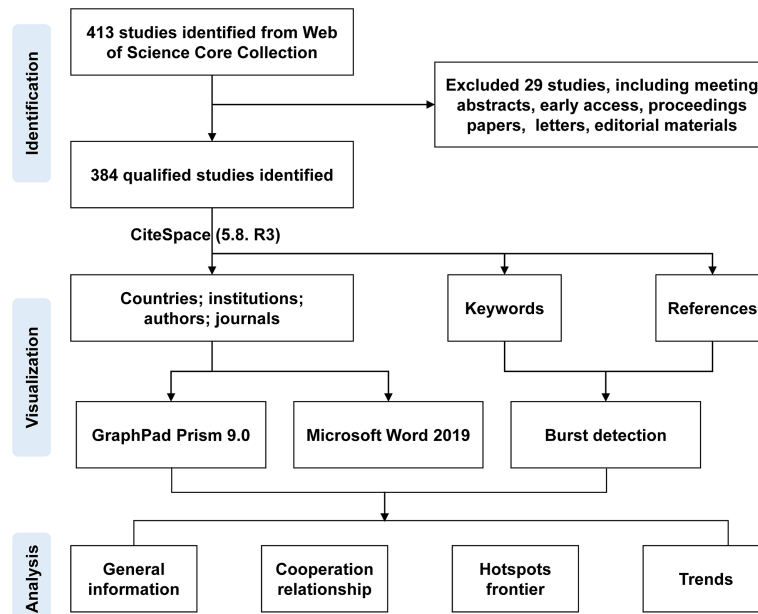 Identification
413 studies identified from Web
of Science Core Collection
Excluded 29 studies, including meeting
abstracts, early access, proceedings
papers, letters, editorial materials
384 qualified studies identified
CiteSpace (5.8. R3)
Visualization
Countries; institutions;
authors; journals
Keywords
References
GraphPad Prism 9.0
Microsoft Word 2019
Burst detection
Analysis
General
information
Cooperation
relationship
Hotspots
frontier
Trends